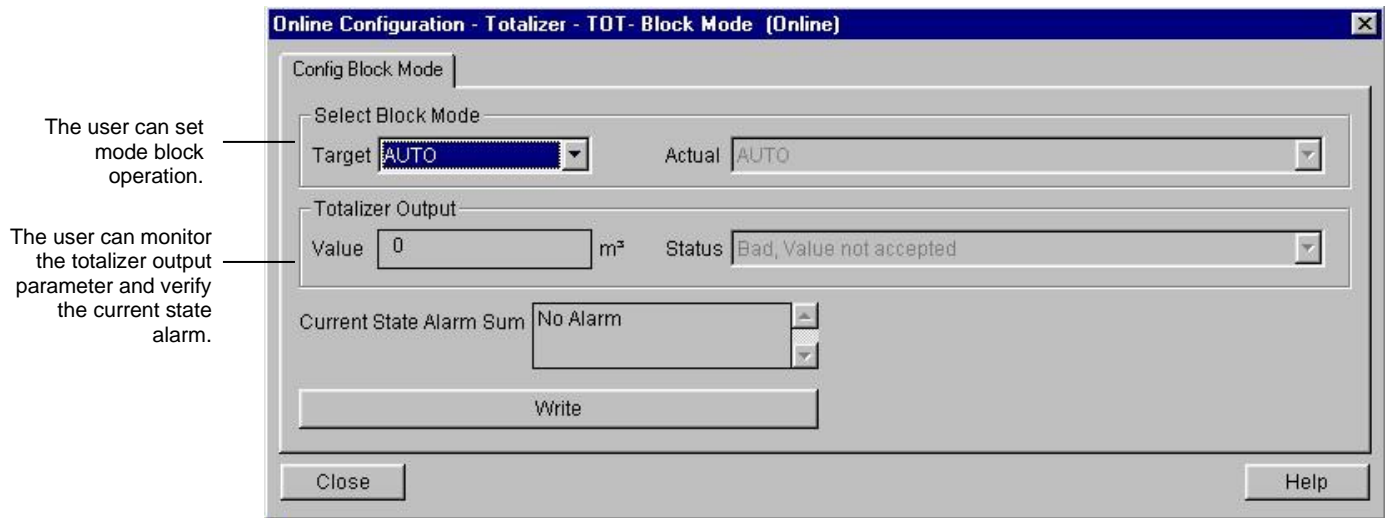 Online Configuration - Totalizer - TOT- Block Mode (Online)
Config Block Mode
The user can set
mode block
operation.
Select Block Mode
Target AUTO Actual AUTO
The user can monitor
the totalizer output
parameter and verify
the current state
alarm.
Totalizer Output
Value 0 m³ Status Bad, Value not accepted
Current State Alarm Sum No Alarm
Write
Close Help